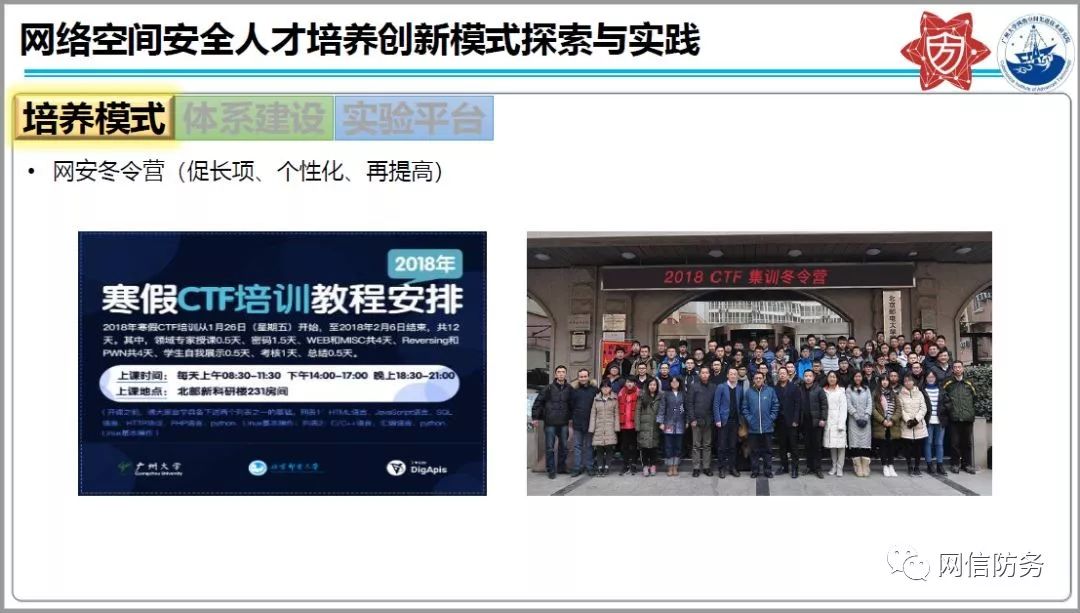 网络空间安全人才培养创新模式探索与实践
培养模式 体系建设 实验平台
• 网安冬令营（促长项、个性化、再提高）
2018年
寒假CTF培训教程安排
2018年寒假CTF培训从1月26日（星期五）开始，至2018年2月6日结束，共12
天。其中，领域专家授课0.5天、密码1.5天、WEB和MISC共4天、Reversing和
PWN共4天、学生自我展示0.5天、考核1天、总结0.5天。
上课时间： 每天上午08:30-11:30 下午14:00-17:00 晚上18:30-21:00
上课地点： 北邮新科研楼231房间
广州大学
Guangzhou University
北京邮电大学
DigApis
2018 CTF 集训冬令营
北京邮电大学
网信防务